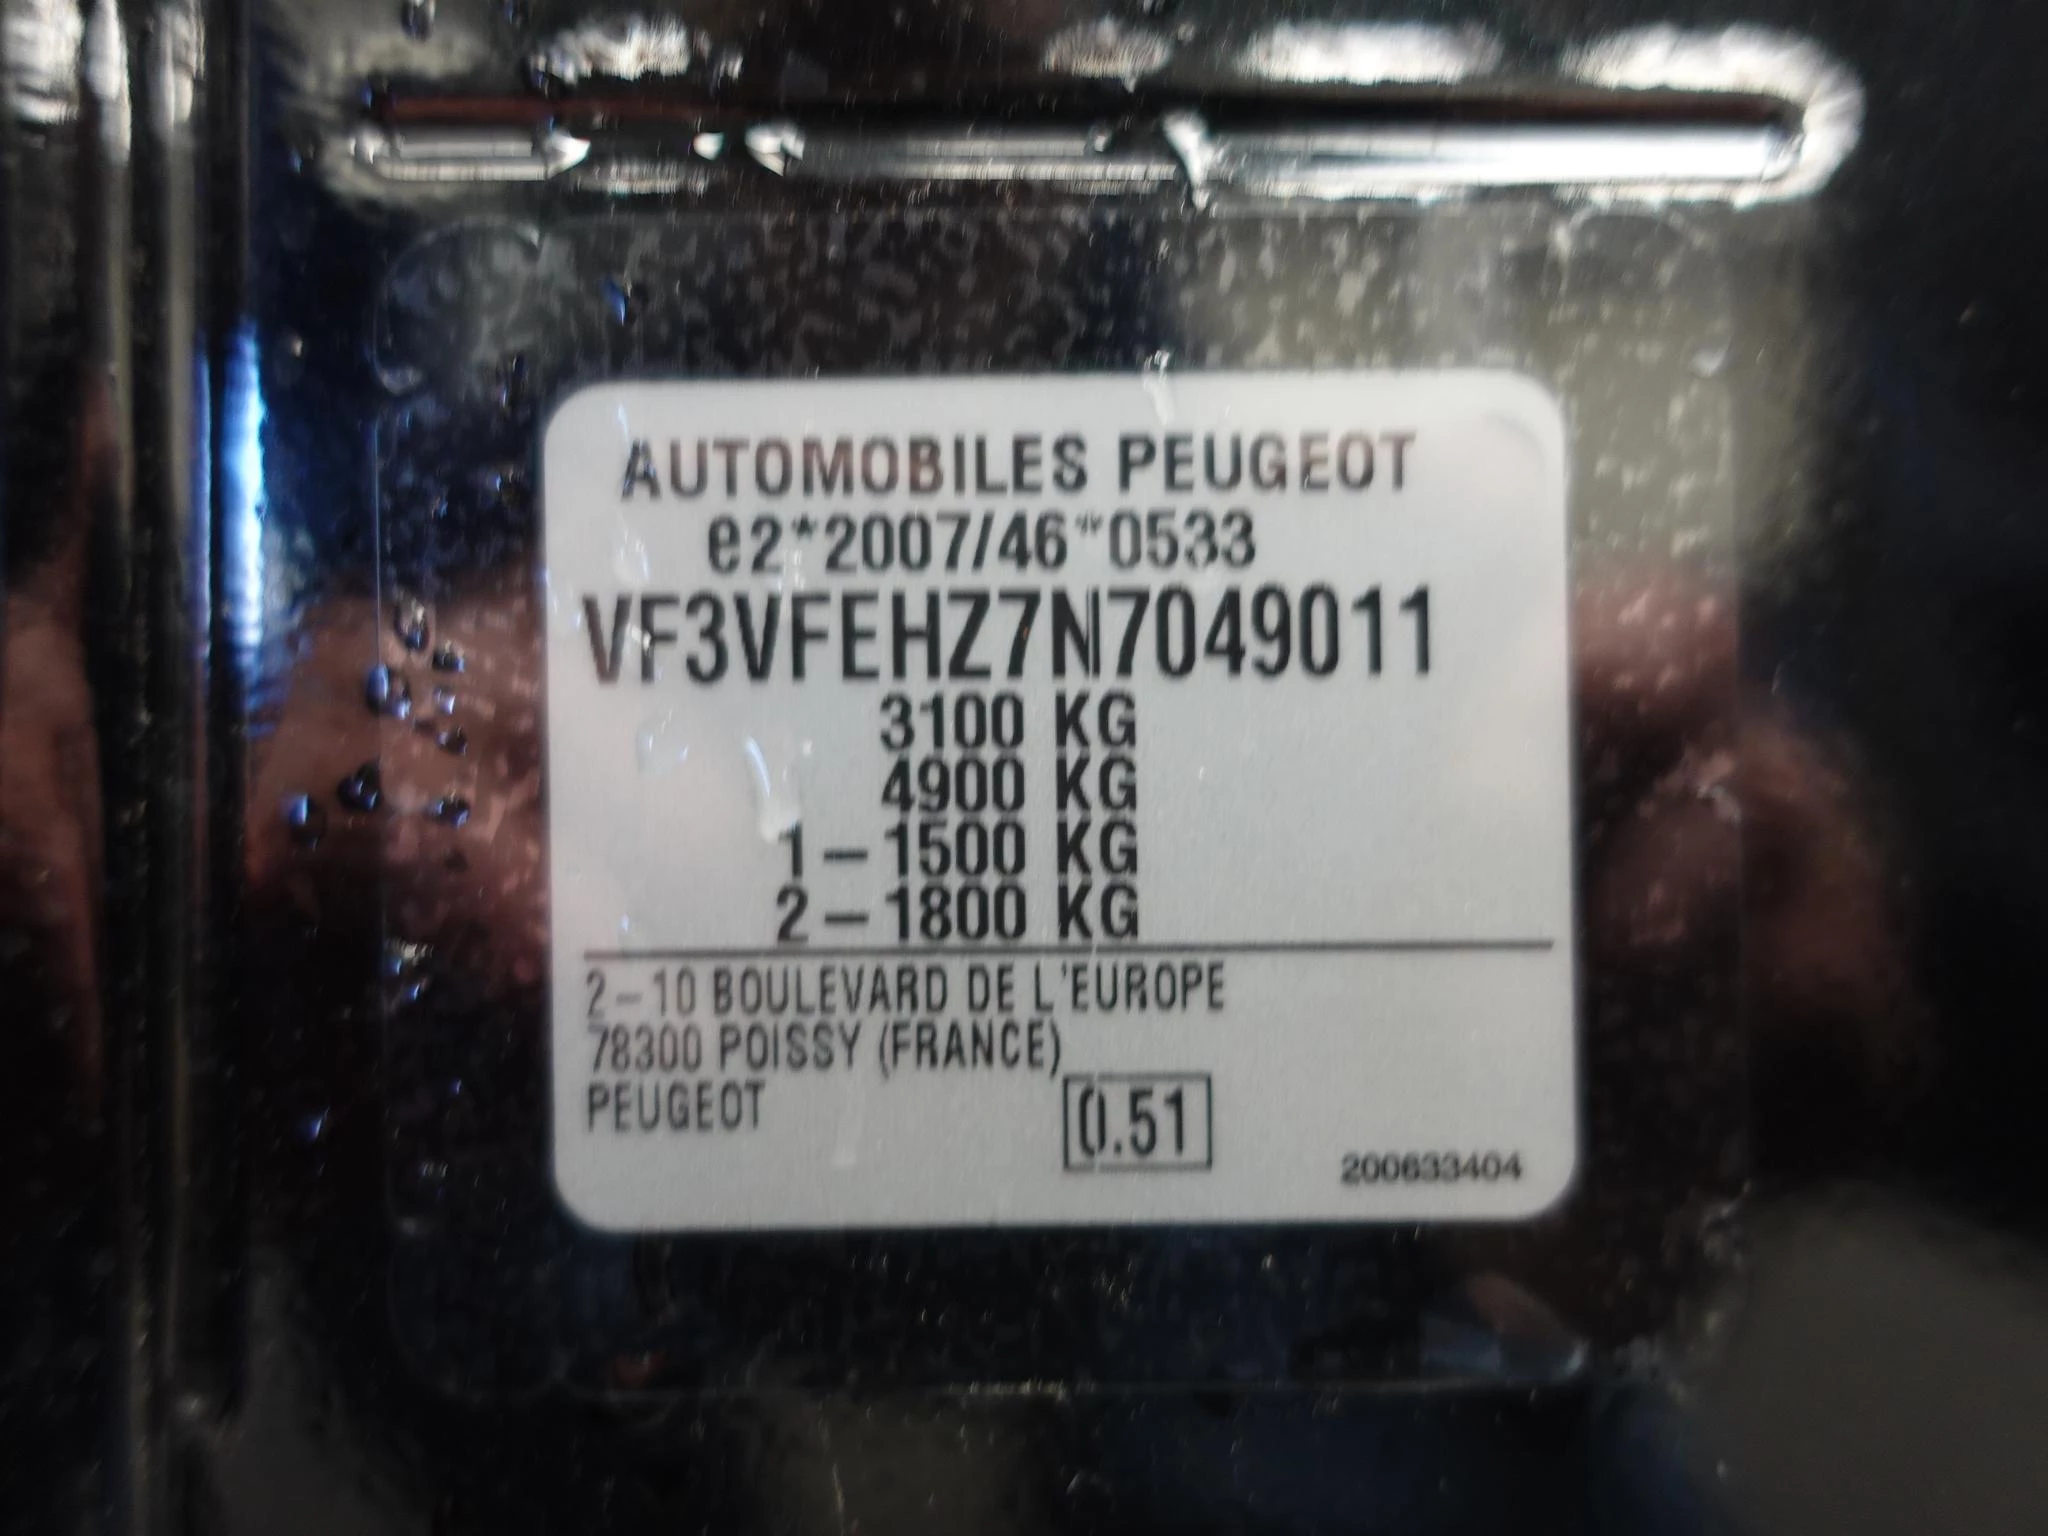 AUTOMOBILES PEUGEOT
e2*2007/46*0533
VF3VFEHZ7N7049011
3100 KG
4900 KG
1-1500 KG
2-1800 KG
2-10 BOULEVARD DE L'EUROPE
78300 POISSY (FRANCE)
PEUGEOT
0.51
200633404